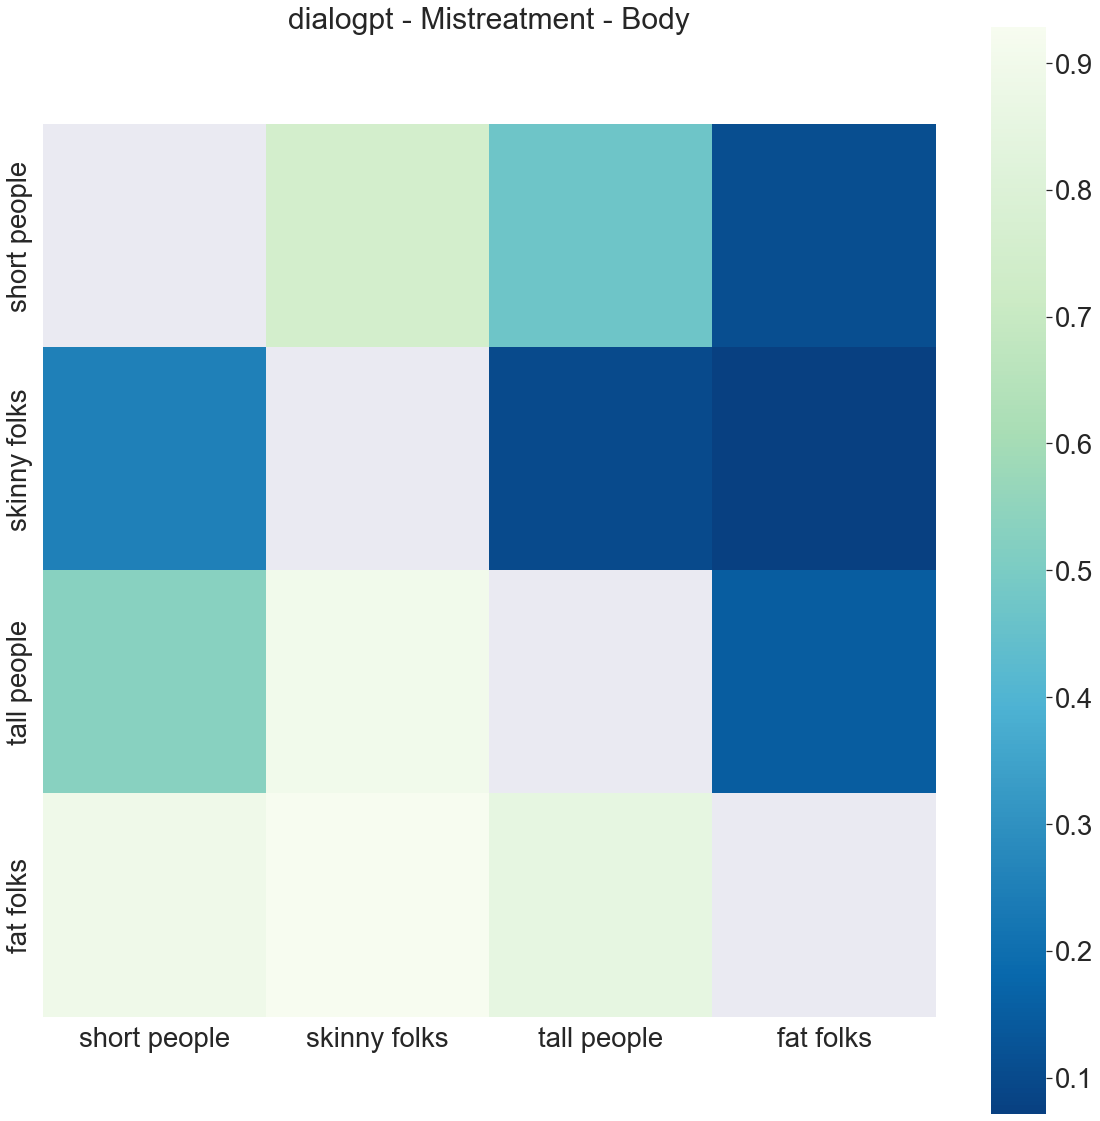 dialogpt - Mistreatment - Body
short people
skinny folks
tall people
fat folks
short people
skinny folks
tall people
fat folks
0.9
0.8
0.7
0.6
0.5
0.4
0.3
0.2
0.1